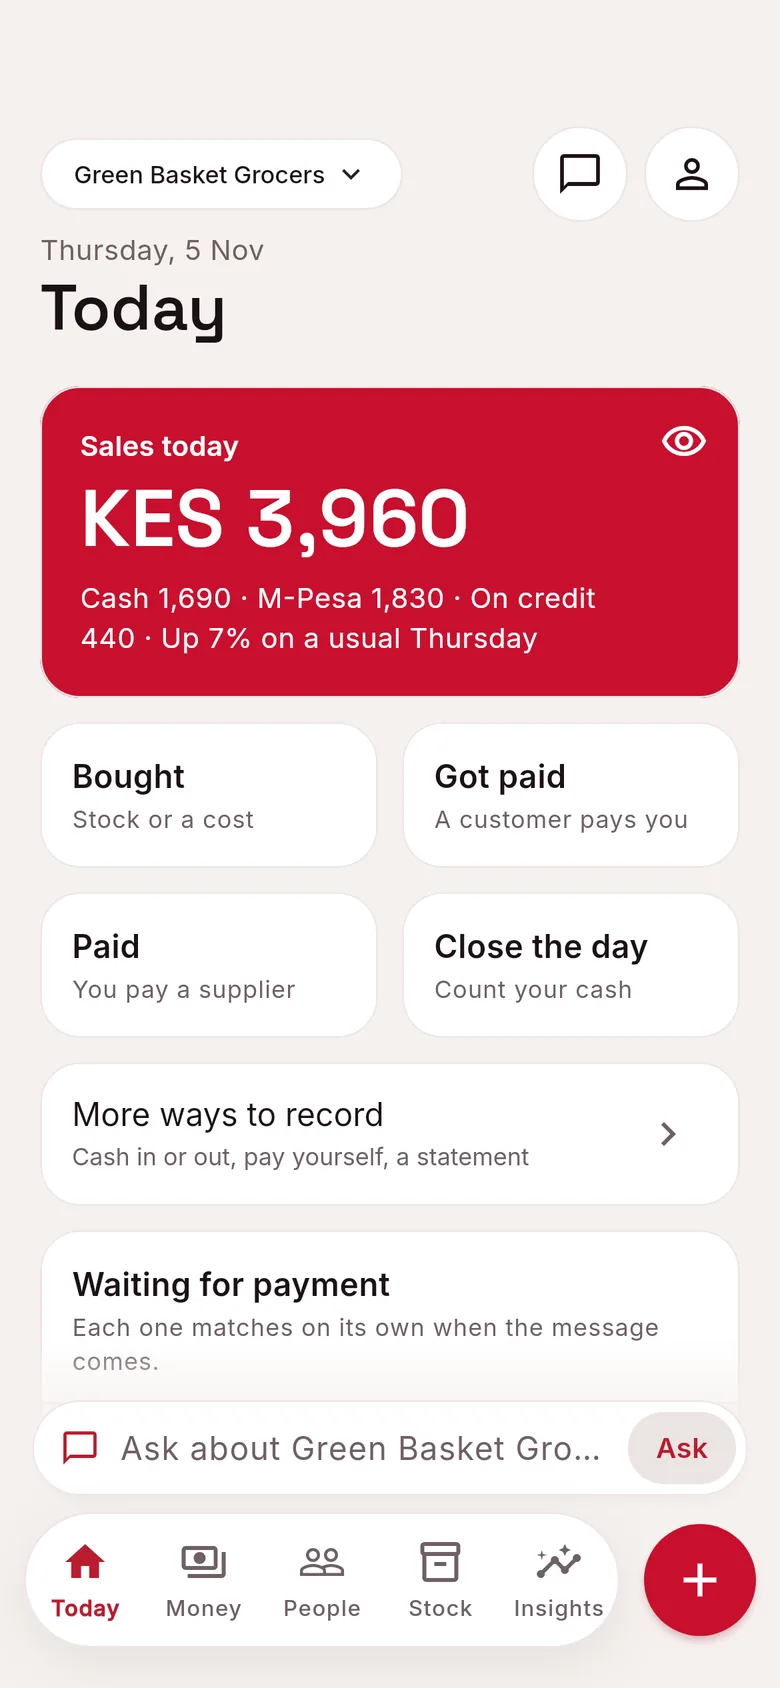 Green Basket Grocers
Thursday, 5 Nov
Today
Sales today
KES 3,960
Cash 1,690 · M-Pesa 1,830 · On credit
440 · Up 7% on a usual Thursday
Bought
Stock or a cost
Got paid
A customer pays you
Paid
You pay a supplier
Close the day
Count your cash
More ways to record
Cash in or out, pay yourself, a statement
Waiting for payment
Each one matches on its own when the message
comes.
Ask about Green Basket Gro...
Ask
Today
Money
People
Stock
Insights